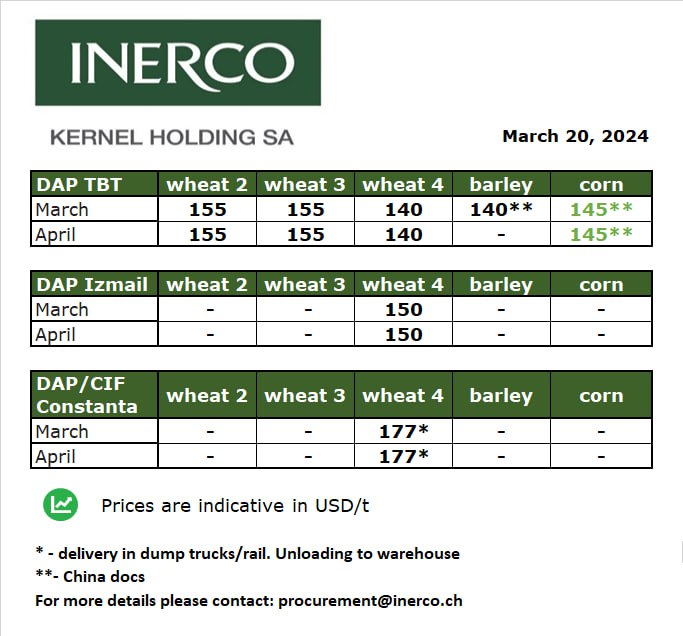 INERCO
KERNEL HOLDING SA
March 20, 2024
DAP TBT wheat 2 wheat 3 wheat 4 barley corn
March 155 155 140 140** 145**
April 155 155 140 - 145**
DAP Izmail wheat 2 wheat 3 wheat 4 barley corn
March - - 150 - -
April - - 150 - -
DAP/CIF
Constanta wheat 2 wheat 3 wheat 4 barley corn
March - - 177* - -
April - - 177* - -
Prices are indicative in USD/t
* - delivery in dump trucks/rail. Unloading to warehouse
**- China docs
For more details please contact: procurement@inerco.ch